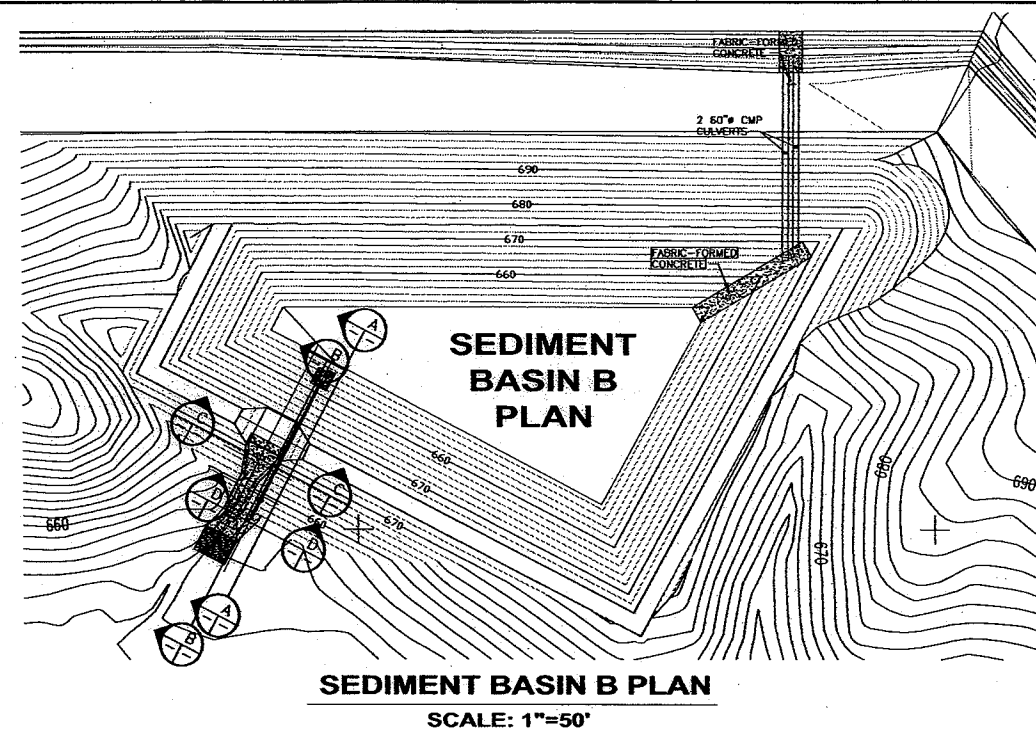 FABRIC-FORMED
CONCRETE
2 60"ø CMP
CULVERTS
690
680
670
660
FABRIC-FORMED
CONCRETE
SEDIMENT
BASIN B
PLAN
A
B
C
D
C
D
A
B
660
670
660
670
660
670
680
690
SEDIMENT BASIN B PLAN
SCALE: 1"=50'